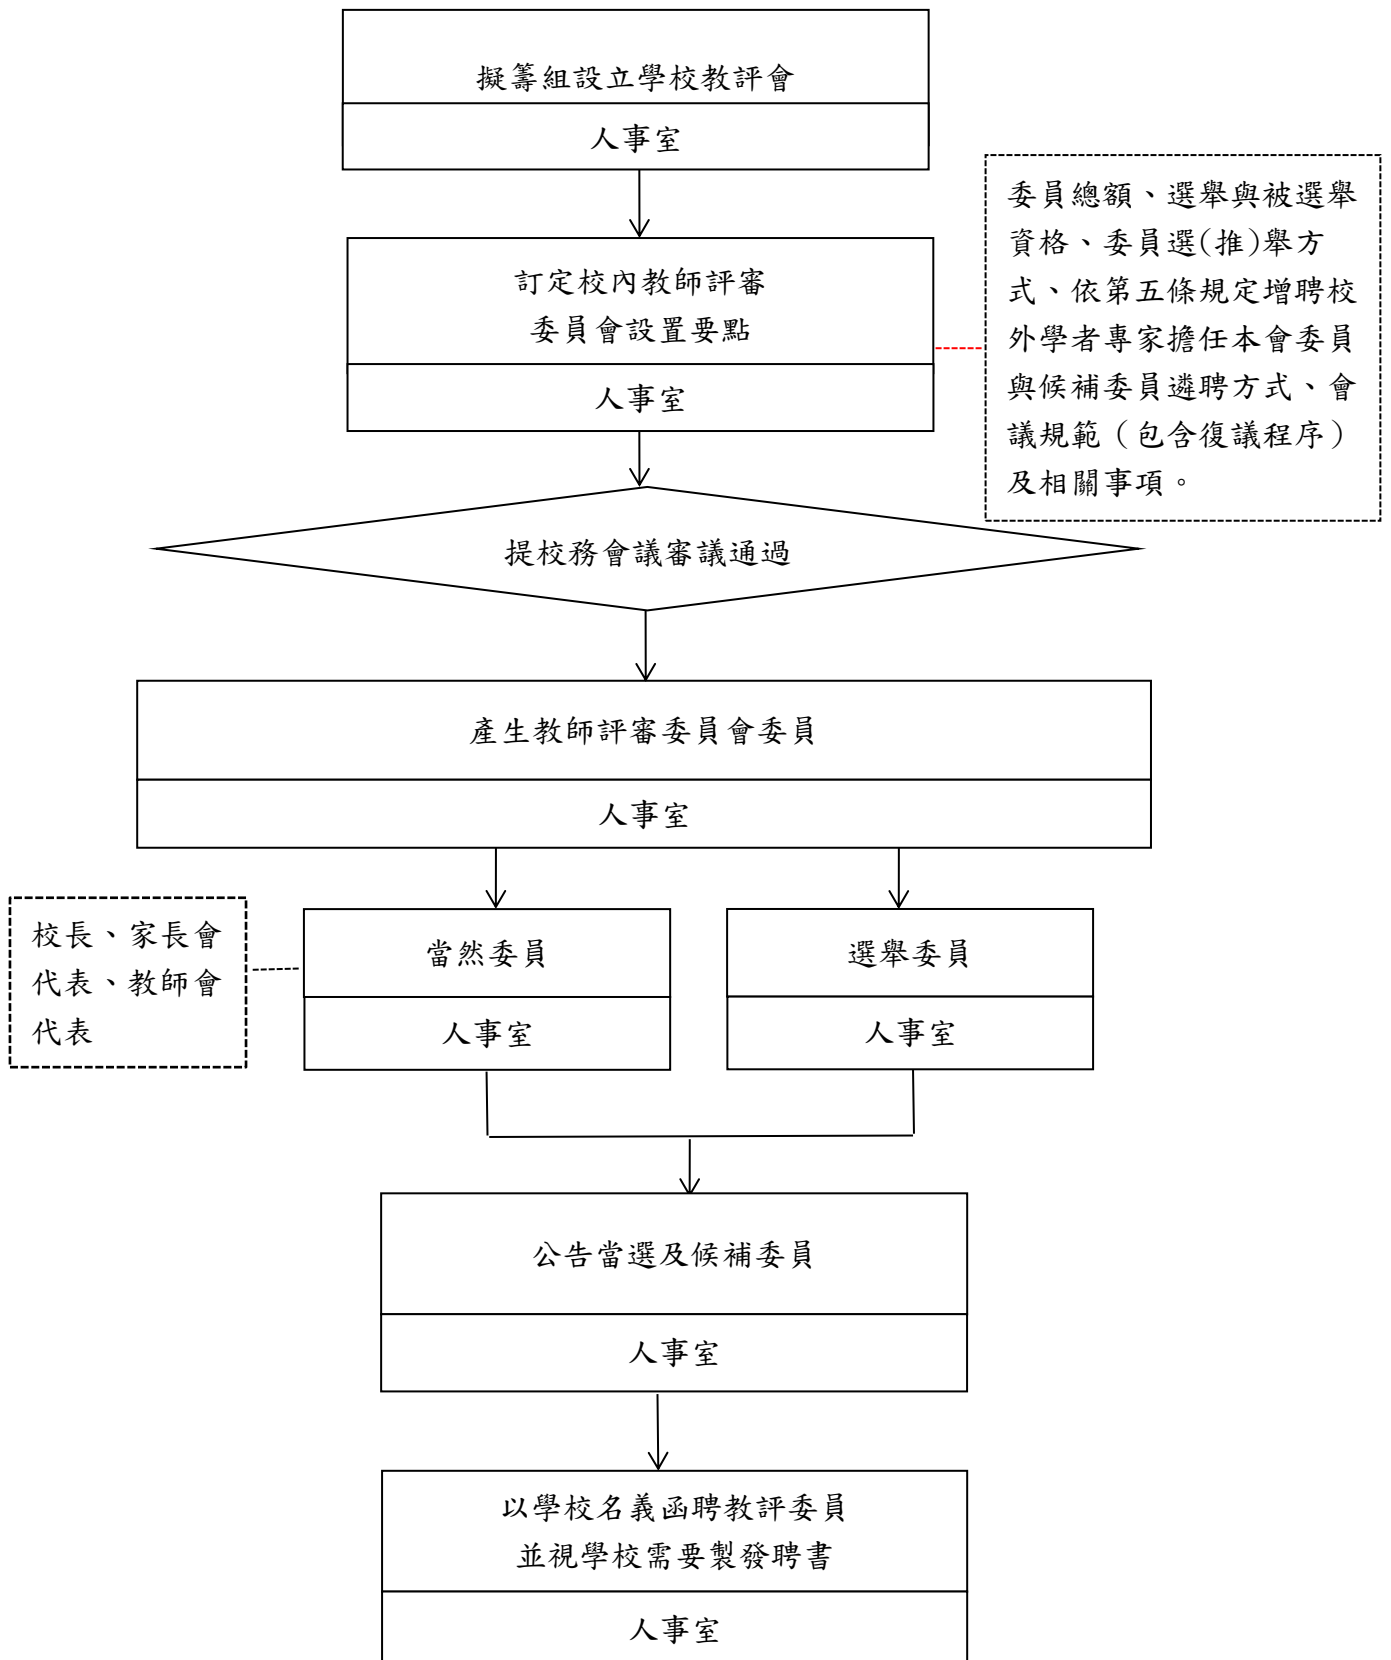 擬籌組設立學校教評會
人事室
訂定校內教師評審
委員會設置要點
人事室
委員總額、選舉與被選舉
資格、委員選(推)舉方
式、依第五條規定增聘校
外學者專家擔任本會委員
與候補委員遴聘方式、會
議規範（包含復議程序）
及相關事項。
提校務會議審議通過
產生教師評審委員會委員
人事室
校長、家長會
代表、教師會
代表
當然委員
人事室
選舉委員
人事室
公告當選及候補委員
人事室
以學校名義函聘教評委員
並視學校需要製發聘書
人事室